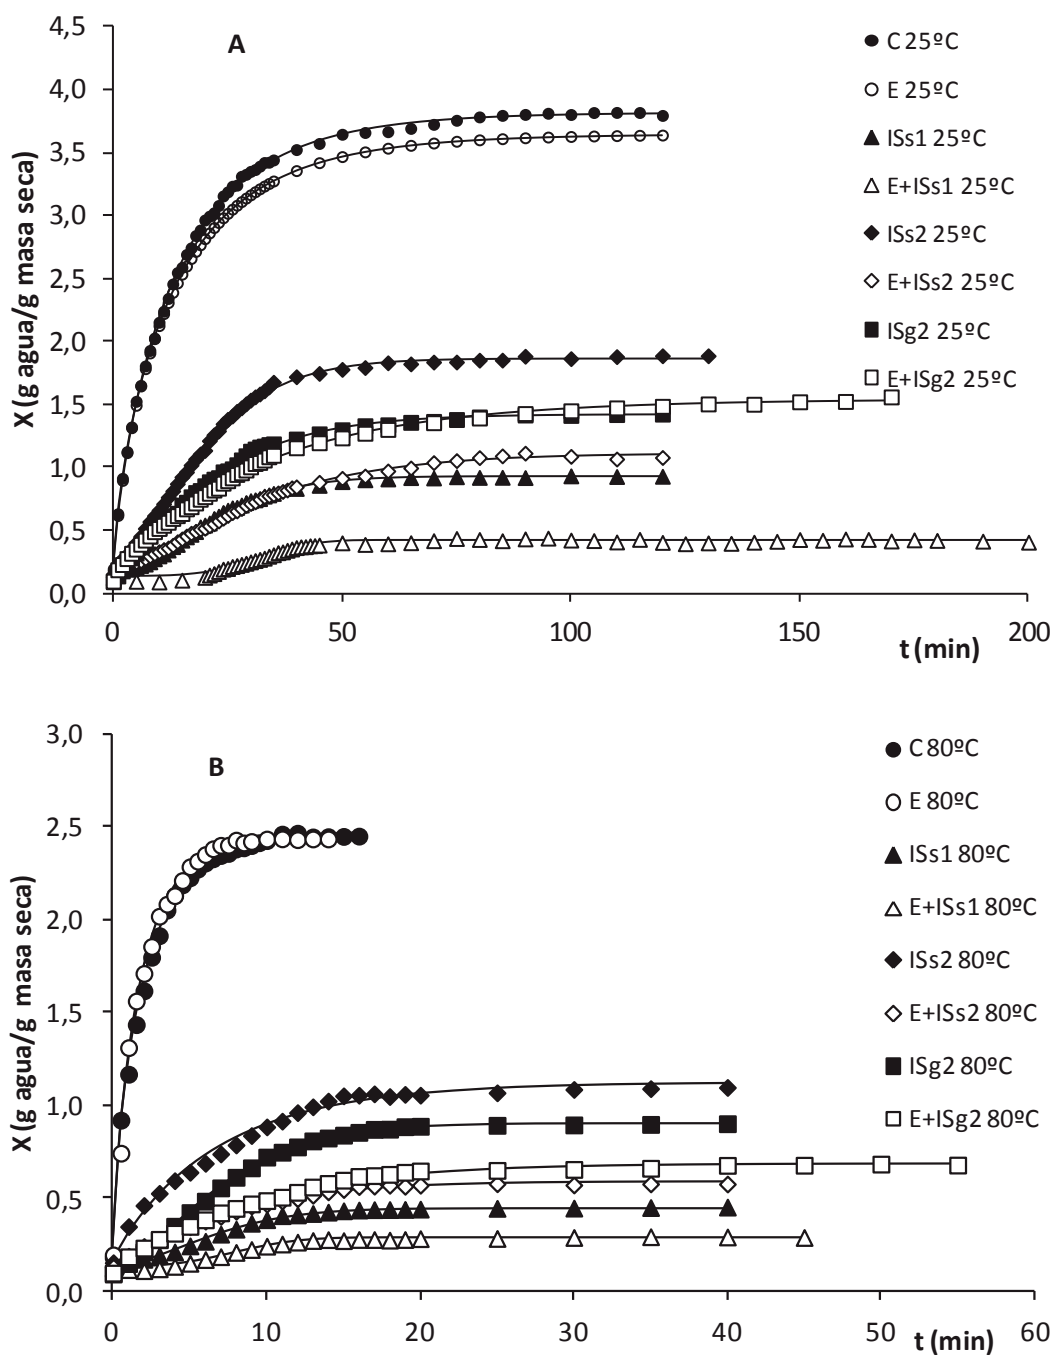 A
X (g agua/g masa seca)
4,5
4,0
3,5
3,0
2,5
2,0
1,5
1,0
0,5
0,0
0
50
100
150
200
t (min)
C 25ºC
E 25ºC
ISs1 25ºC
E+ISs1 25ºC
ISs2 25ºC
E+ISs2 25ºC
ISg2 25ºC
E+ISg2 25ºC
B
X (g agua/g masa seca)
3,0
2,5
2,0
1,5
1,0
0,5
0,0
0
10
20
30
40
50
60
t (min)
C 80ºC
E 80ºC
ISs1 80ºC
E+ISs1 80ºC
ISs2 80ºC
E+ISs2 80ºC
ISg2 80ºC
E+ISg2 80ºC